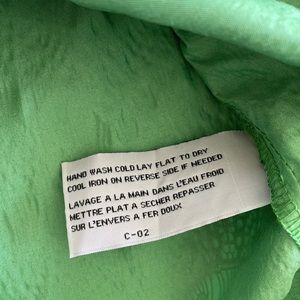 HAND WASH COLD LAY FLAT TO DRY
COOL IRON ON REVERSE SIDE IF NEEDED
LAVAGE A LA MAIN DANS L'EAU FROID
METTRE PLAT A SECHER REPASSER
SUR L'ENVERS A FER DOUX
C-02